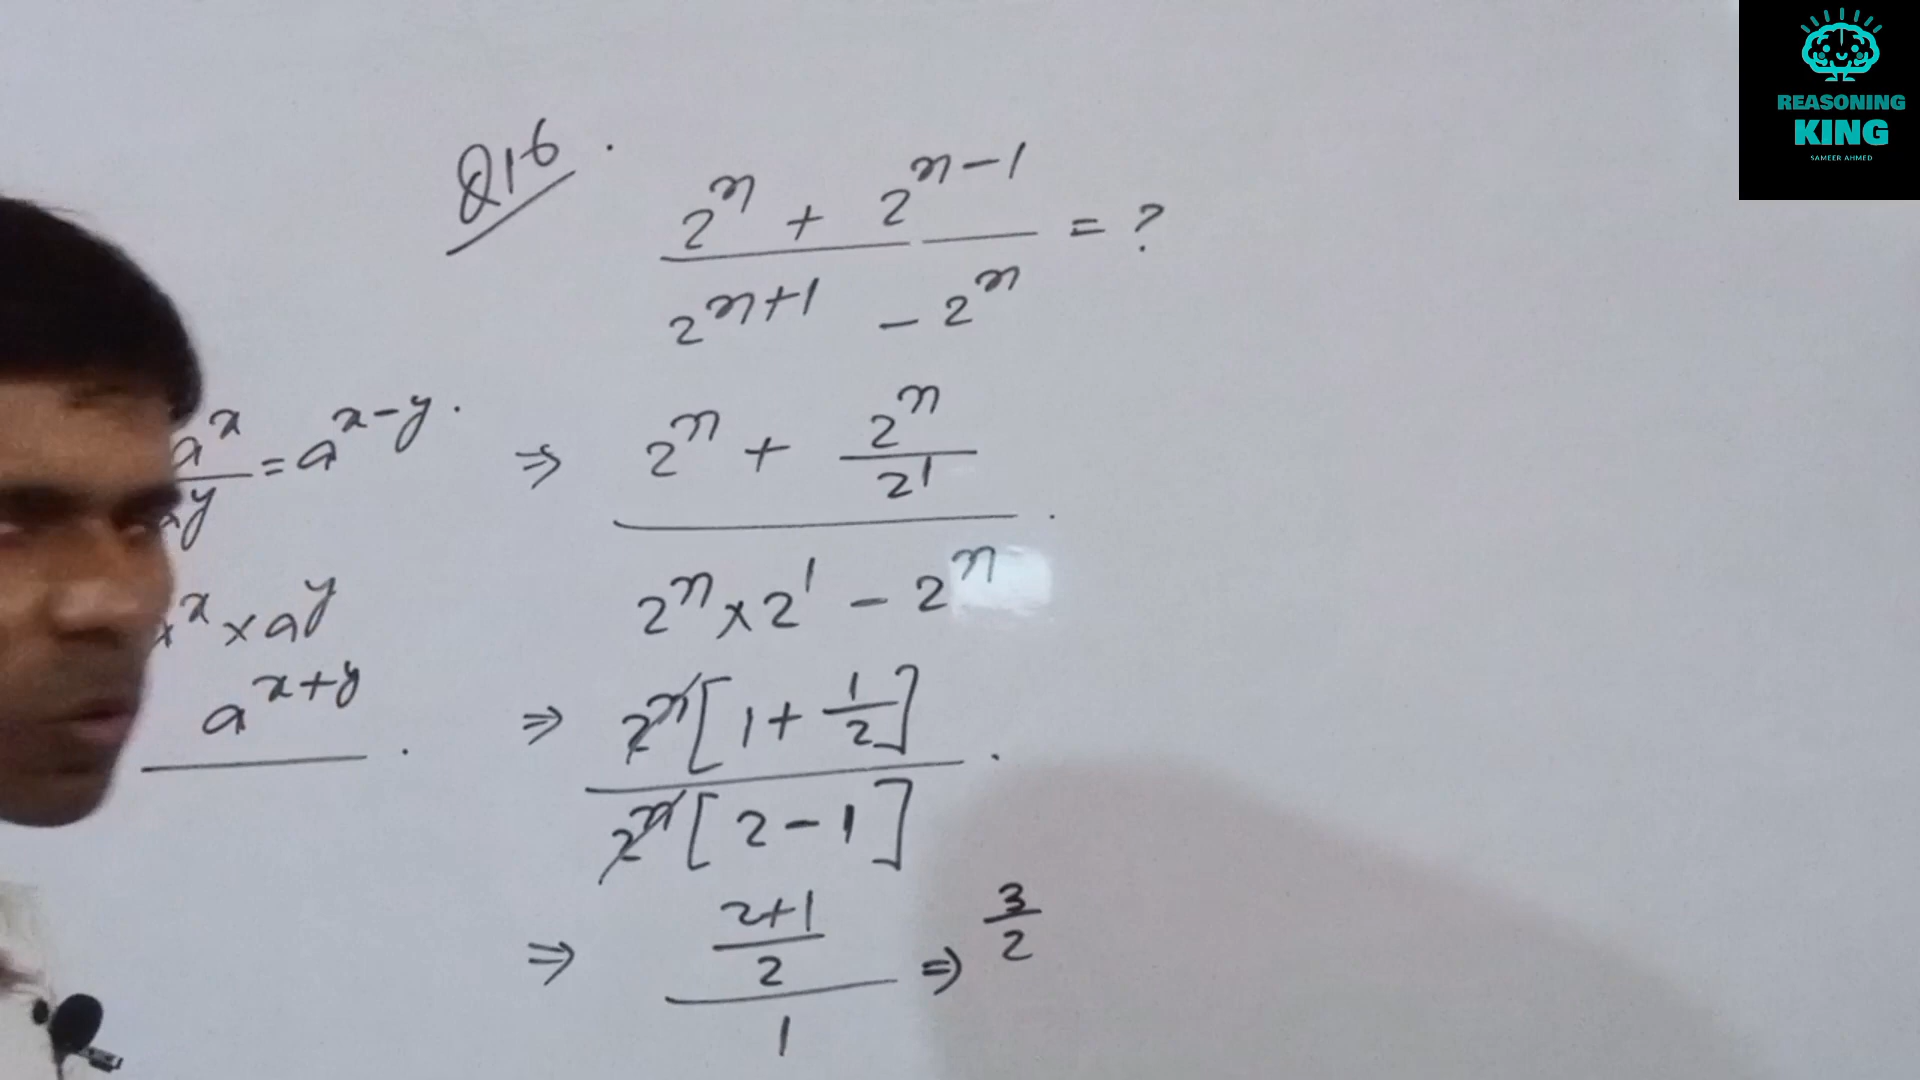 REASONING
KING
SAMEER AHMED
Q16.
2^n + 2^(n-1) / 2^(n+1) - 2^n = ?
a^x / a^y = a^(x-y).
⇒ 2^n + 2^n/2^1 / 2^n × 2^1 - 2^n.
x × a^y
a^(x+y).
⇒ 2^n[1 + 1/2] / 2^n[2 - 1].
⇒ (2+1)/2 / 1 ⇒ 3/2